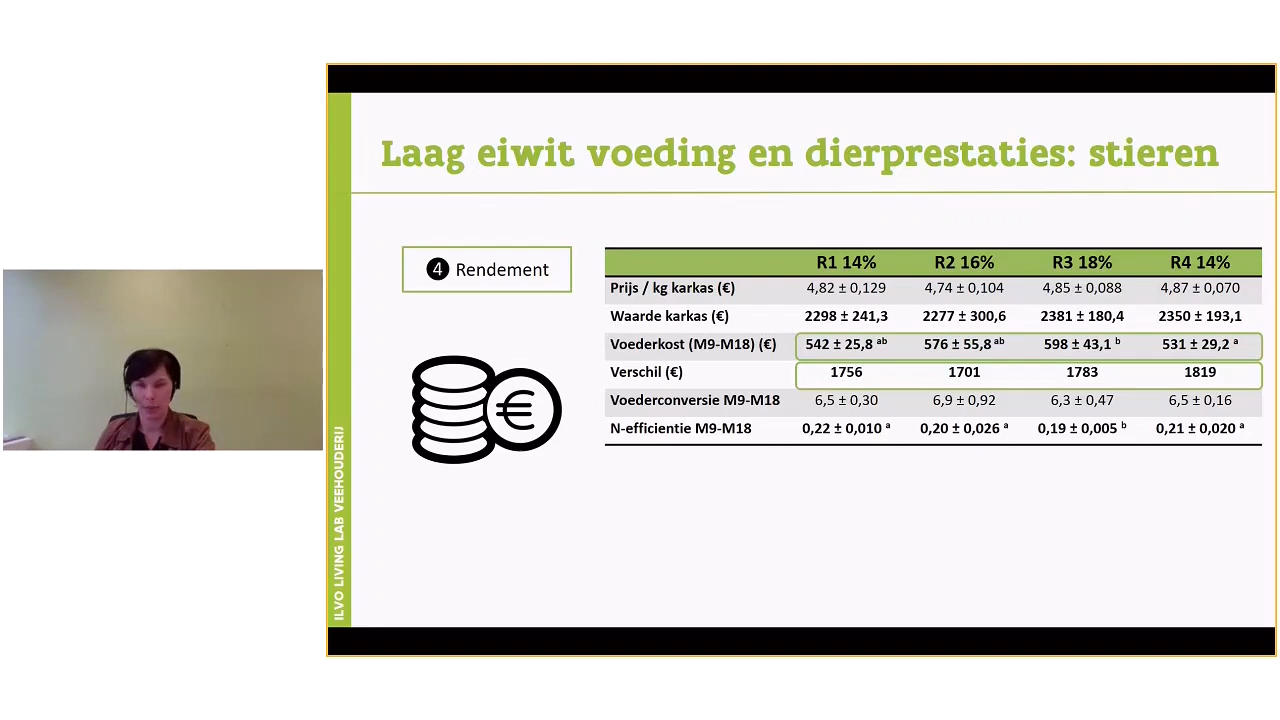 Laag eiwit voeding en dierprestaties: stieren
4 Rendement
R1 14% R2 16% R3 18% R4 14%
Prijs / kg karkas (€) 4,82 ± 0,129 4,74 ± 0,104 4,85 ± 0,088 4,87 ± 0,070
Waarde karkas (€) 2298 ± 241,3 2277 ± 300,6 2381 ± 180,4 2350 ± 193,1
Voederkost (M9-M18) (€) 542 ± 25,8 ab 576 ± 55,8 ab 598 ± 43,1 b 531 ± 29,2 a
Verschil (€) 1756 1701 1783 1819
Voederconversie M9-M18 6,5 ± 0,30 6,9 ± 0,92 6,3 ± 0,47 6,5 ± 0,16
N-efficientie M9-M18 0,22 ± 0,010 a 0,20 ± 0,026 a 0,19 ± 0,005 b 0,21 ± 0,020 a
€
ILVO LIVING LAB VEEHOUDERIJ